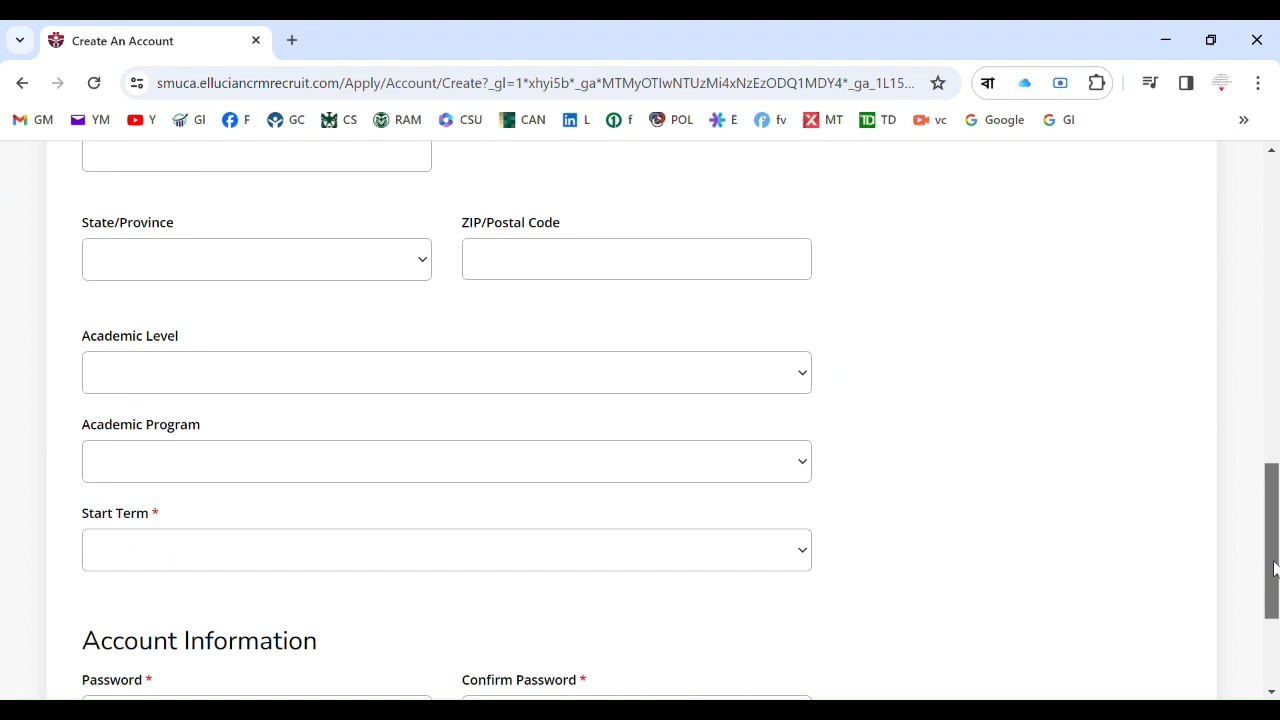 Create An Account
smuca.elluciancrmrecruit.com/Apply/Account/Create?_gl=1*xhyi5b*_ga*MTMyOTIwNTUzMi4xNzEzODQ1MDY4*_ga_1L15...
বা
GM YM Y GI F GC CS RAM CSU CAN L f POL E fv MT TD vc Google GI
State/Province ZIP/Postal Code
Academic Level
Academic Program
Start Term *
Account Information
Password * Confirm Password *